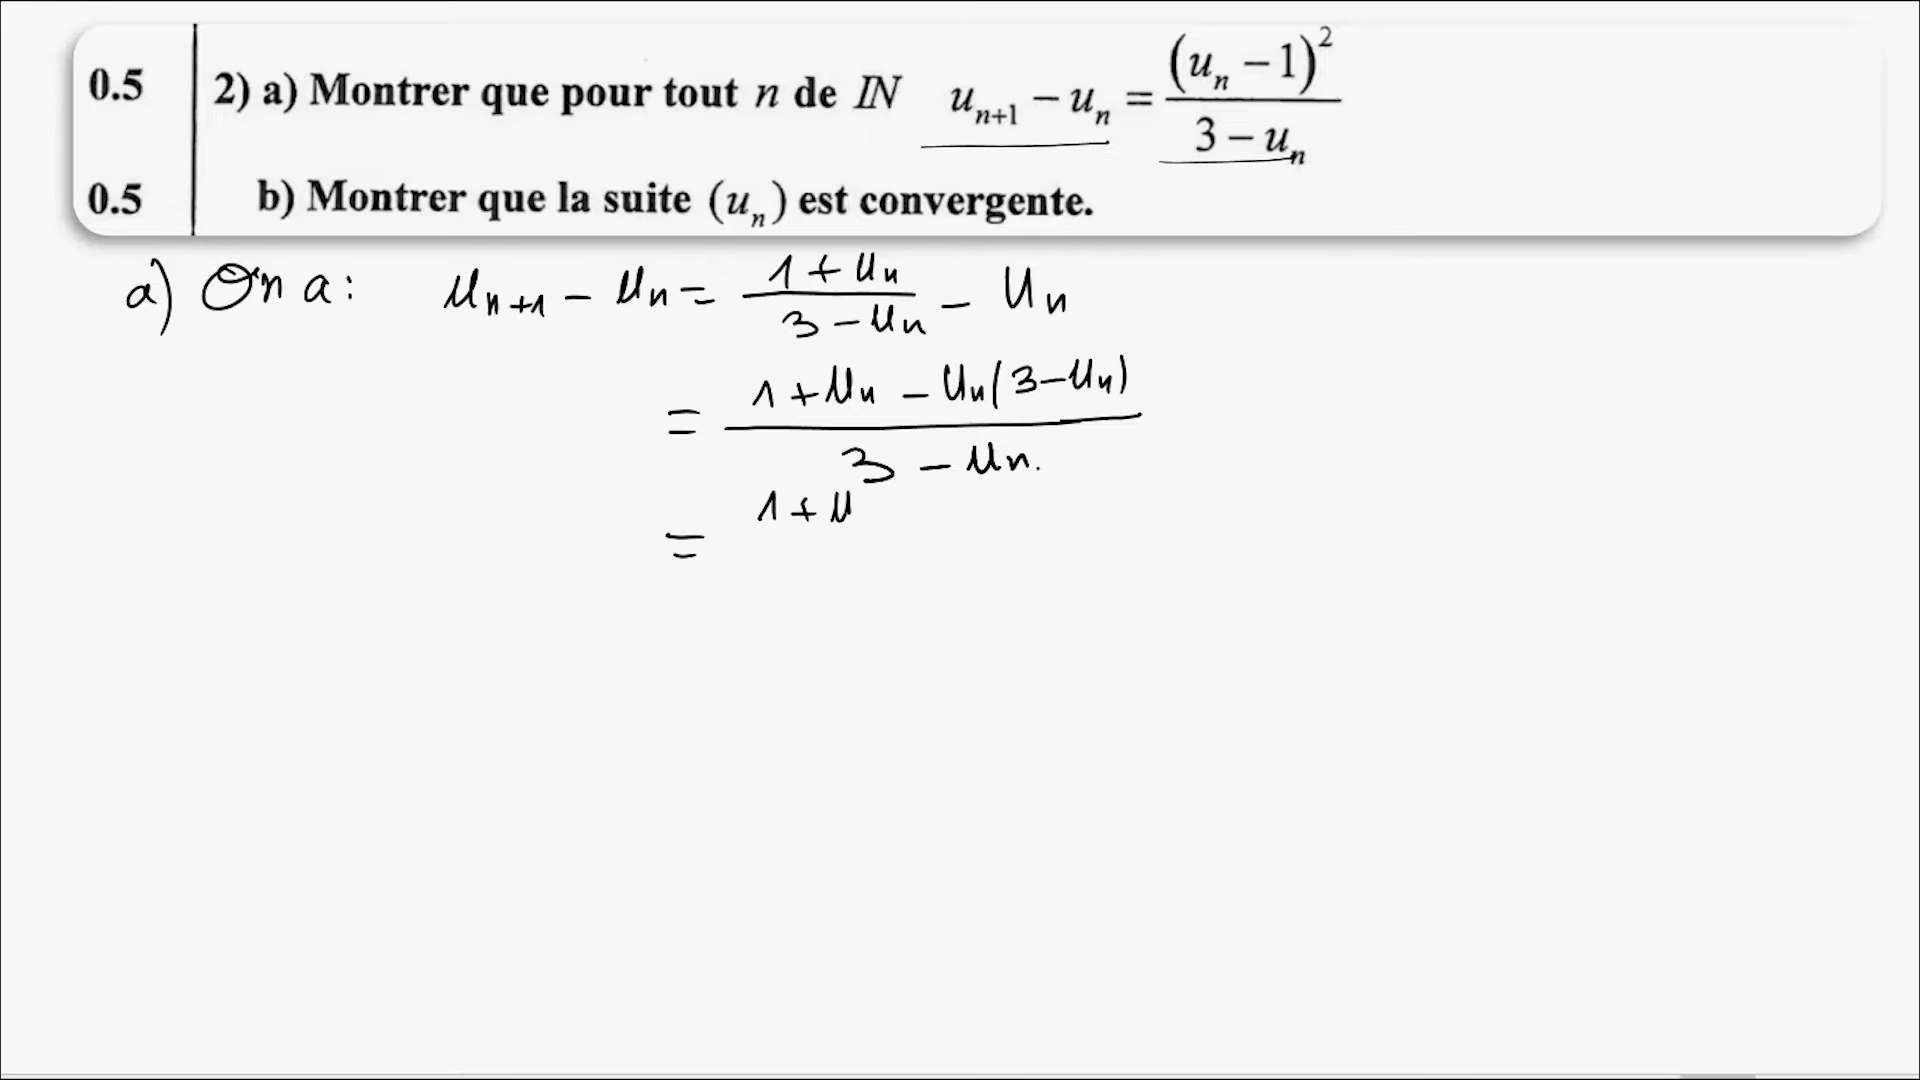 0.5 2) a) Montrer que pour tout n de IN u_{n+1} − u_n = (u_n − 1)² / (3 − u_n)
0.5 b) Montrer que la suite (u_n) est convergente.
a) On a : u_{n+1} − u_n = (1 + u_n) / (3 − u_n) − u_n
= (1 + u_n − u_n(3 − u_n)) / (3 − u_n).
= 1 + u